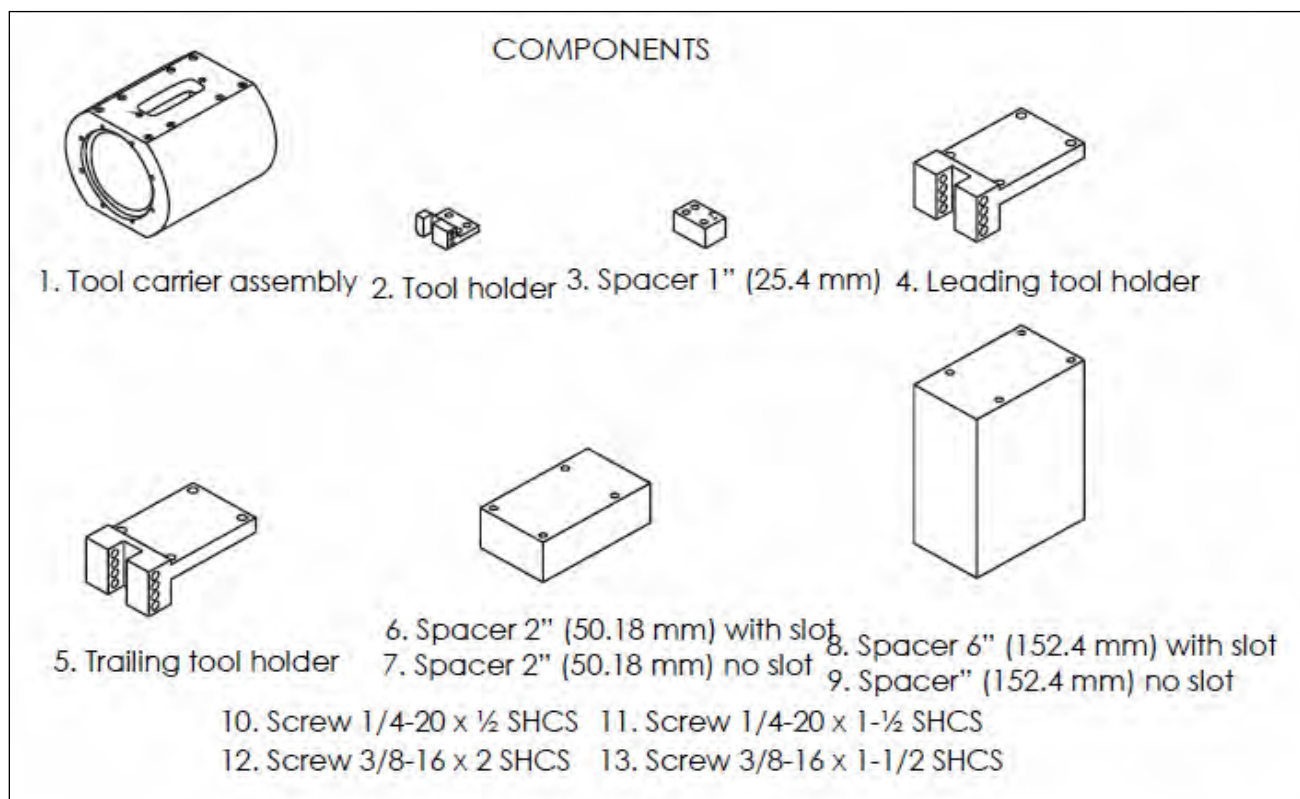 COMPONENTS
1. Tool carrier assembly
2. Tool holder
3. Spacer 1” (25.4 mm)
4. Leading tool holder
5. Trailing tool holder
6. Spacer 2” (50.18 mm) with slot
7. Spacer 2” (50.18 mm) no slot
8. Spacer 6” (152.4 mm) with slot
9. Spacer” (152.4 mm) no slot
10. Screw 1/4-20 x ½ SHCS 11. Screw 1/4-20 x 1-½ SHCS
12. Screw 3/8-16 x 2 SHCS 13. Screw 3/8-16 x 1-1/2 SHCS